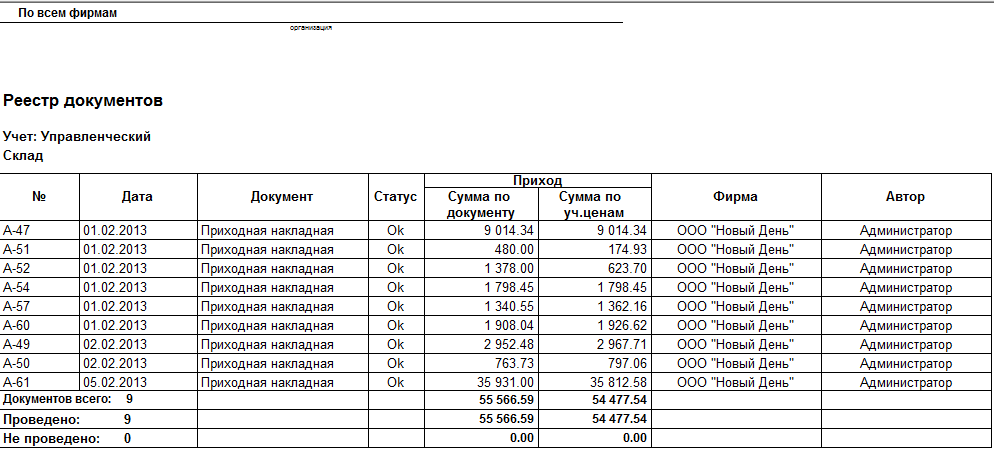 По всем фирмам
организация
Реестр документов
Учет: Управленческий
Склад
№ Дата Документ Статус Приход Фирма Автор
Сумма по документу Сумма по уч.ценам
А-47 01.02.2013 Приходная накладная Ok 9 014.34 9 014.34 ООО "Новый День" Администратор
А-51 01.02.2013 Приходная накладная Ok 480.00 174.93 ООО "Новый День" Администратор
А-52 01.02.2013 Приходная накладная Ok 1 378.00 623.70 ООО "Новый День" Администратор
А-54 01.02.2013 Приходная накладная Ok 1 798.45 1 798.45 ООО "Новый День" Администратор
А-57 01.02.2013 Приходная накладная Ok 1 340.55 1 362.16 ООО "Новый День" Администратор
А-60 01.02.2013 Приходная накладная Ok 1 908.04 1 926.62 ООО "Новый День" Администратор
А-49 02.02.2013 Приходная накладная Ok 2 952.48 2 967.71 ООО "Новый День" Администратор
А-50 02.02.2013 Приходная накладная Ok 763.73 797.06 ООО "Новый День" Администратор
А-61 05.02.2013 Приходная накладная Ok 35 931.00 35 812.58 ООО "Новый День" Администратор
Документов всего: 9 55 566.59 54 477.54
Проведено: 9 55 566.59 54 477.54
Не проведено: 0 0.00 0.00